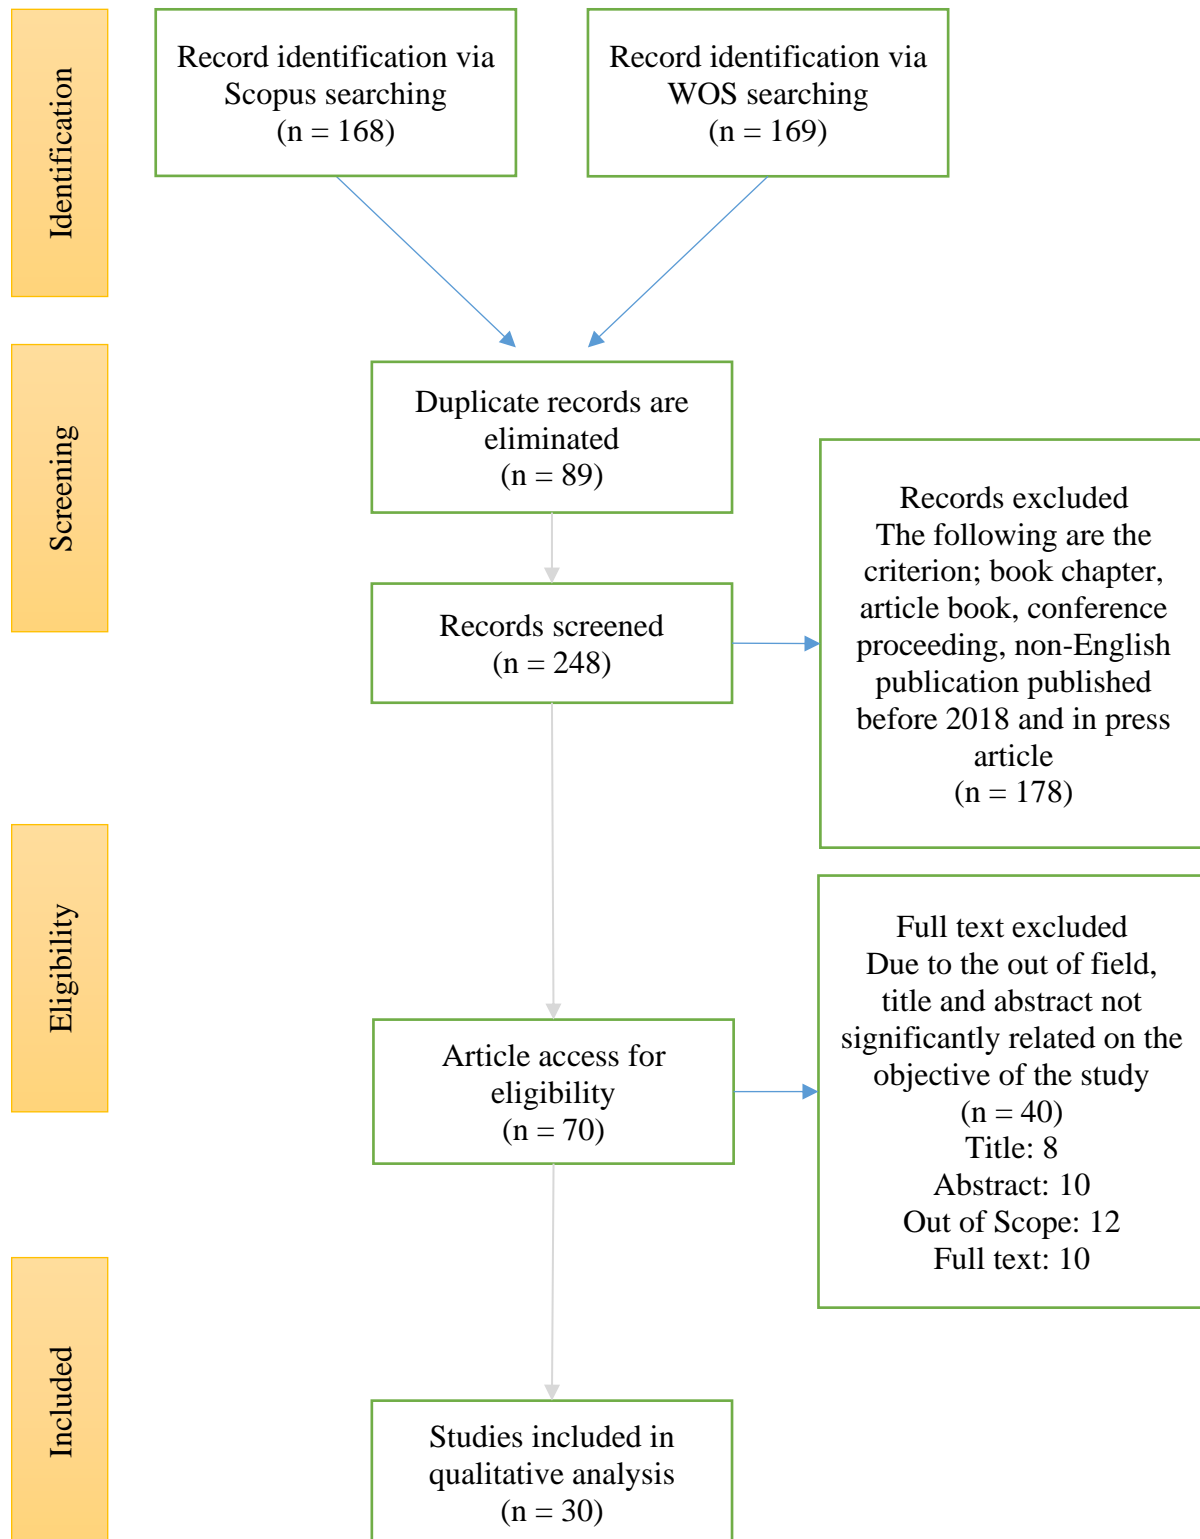 Identification
Record identification via
Scopus searching
(n = 168)
Record identification via
WOS searching
(n = 169)
Screening
Duplicate records are
eliminated
(n = 89)
Records screened
(n = 248)
Records excluded
The following are the
criterion; book chapter,
article book, conference
proceeding, non-English
publication published
before 2018 and in press
article
(n = 178)
Eligibility
Article access for
eligibility
(n = 70)
Full text excluded
Due to the out of field,
title and abstract not
significantly related on the
objective of the study
(n = 40)
Title: 8
Abstract: 10
Out of Scope: 12
Full text: 10
Included
Studies included in
qualitative analysis
(n = 30)